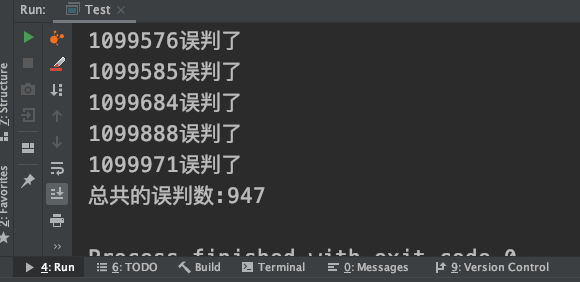 Run: Test
1099576误判了
1099585误判了
1099684误判了
1099888误判了
1099971误判了
总共的误判数:947
Process finished with exit code 0
7: Structure
2: Favorites
4: Run 6: TODO Build Terminal 0: Messages 9: Version Control